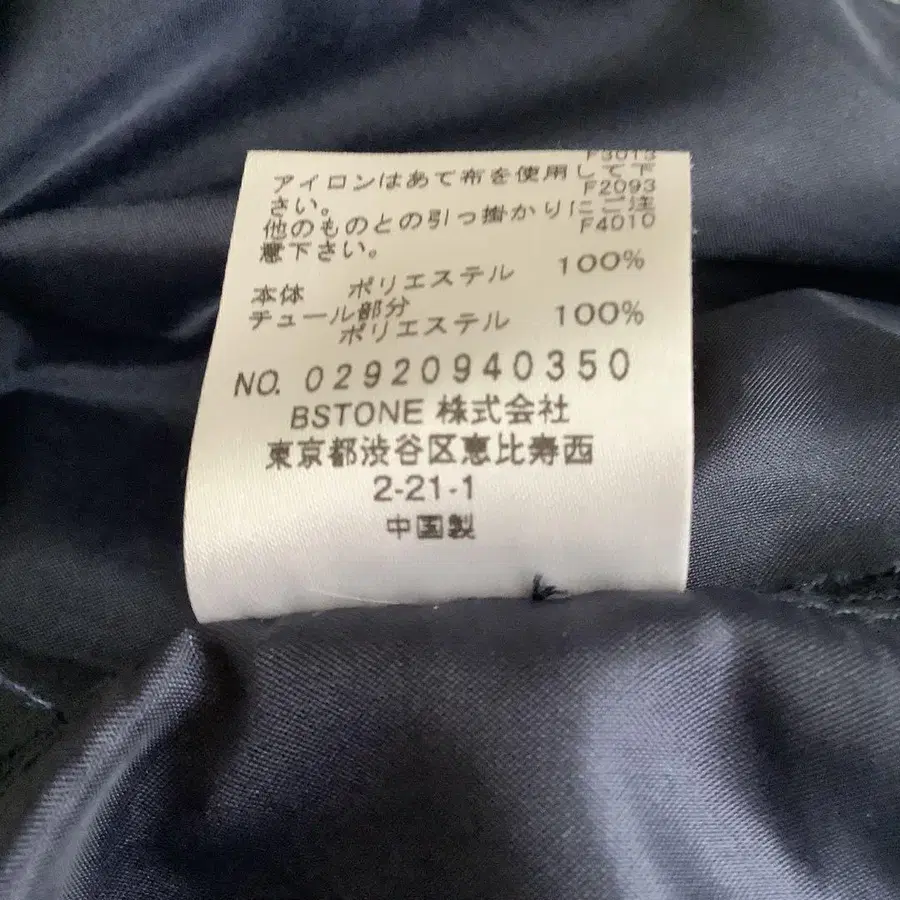 F3013
アイロンはあて布を使用して下
F2093
さい。
他のものとの引っ掛かりにご注
F4010
意下さい。
本体 ポリエステル 100%
チュール部分
ポリエステル 100%
NO. 02920940350
BSTONE 株式会社
東京都渋谷区恵比寿西
2-21-1
中国製